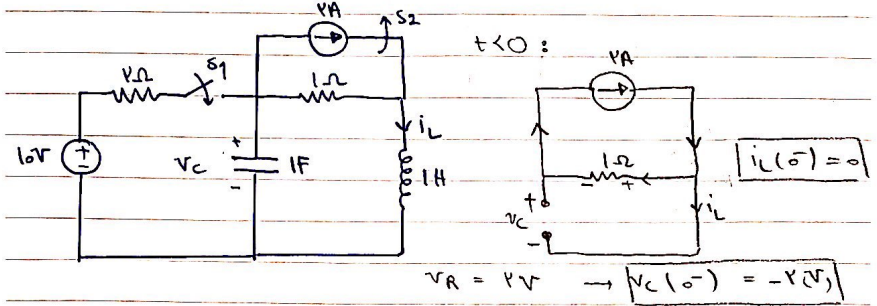 ۲A
S2
۲Ω
S1
1Ω
iL
10V
+
-
+
VC
-
1F
1H
t<0 :
۲A
1Ω
- +
+
VC
-
iL
iL(0⁻) = 0
VR = ۲V → VC(0⁻) = -۲(V)